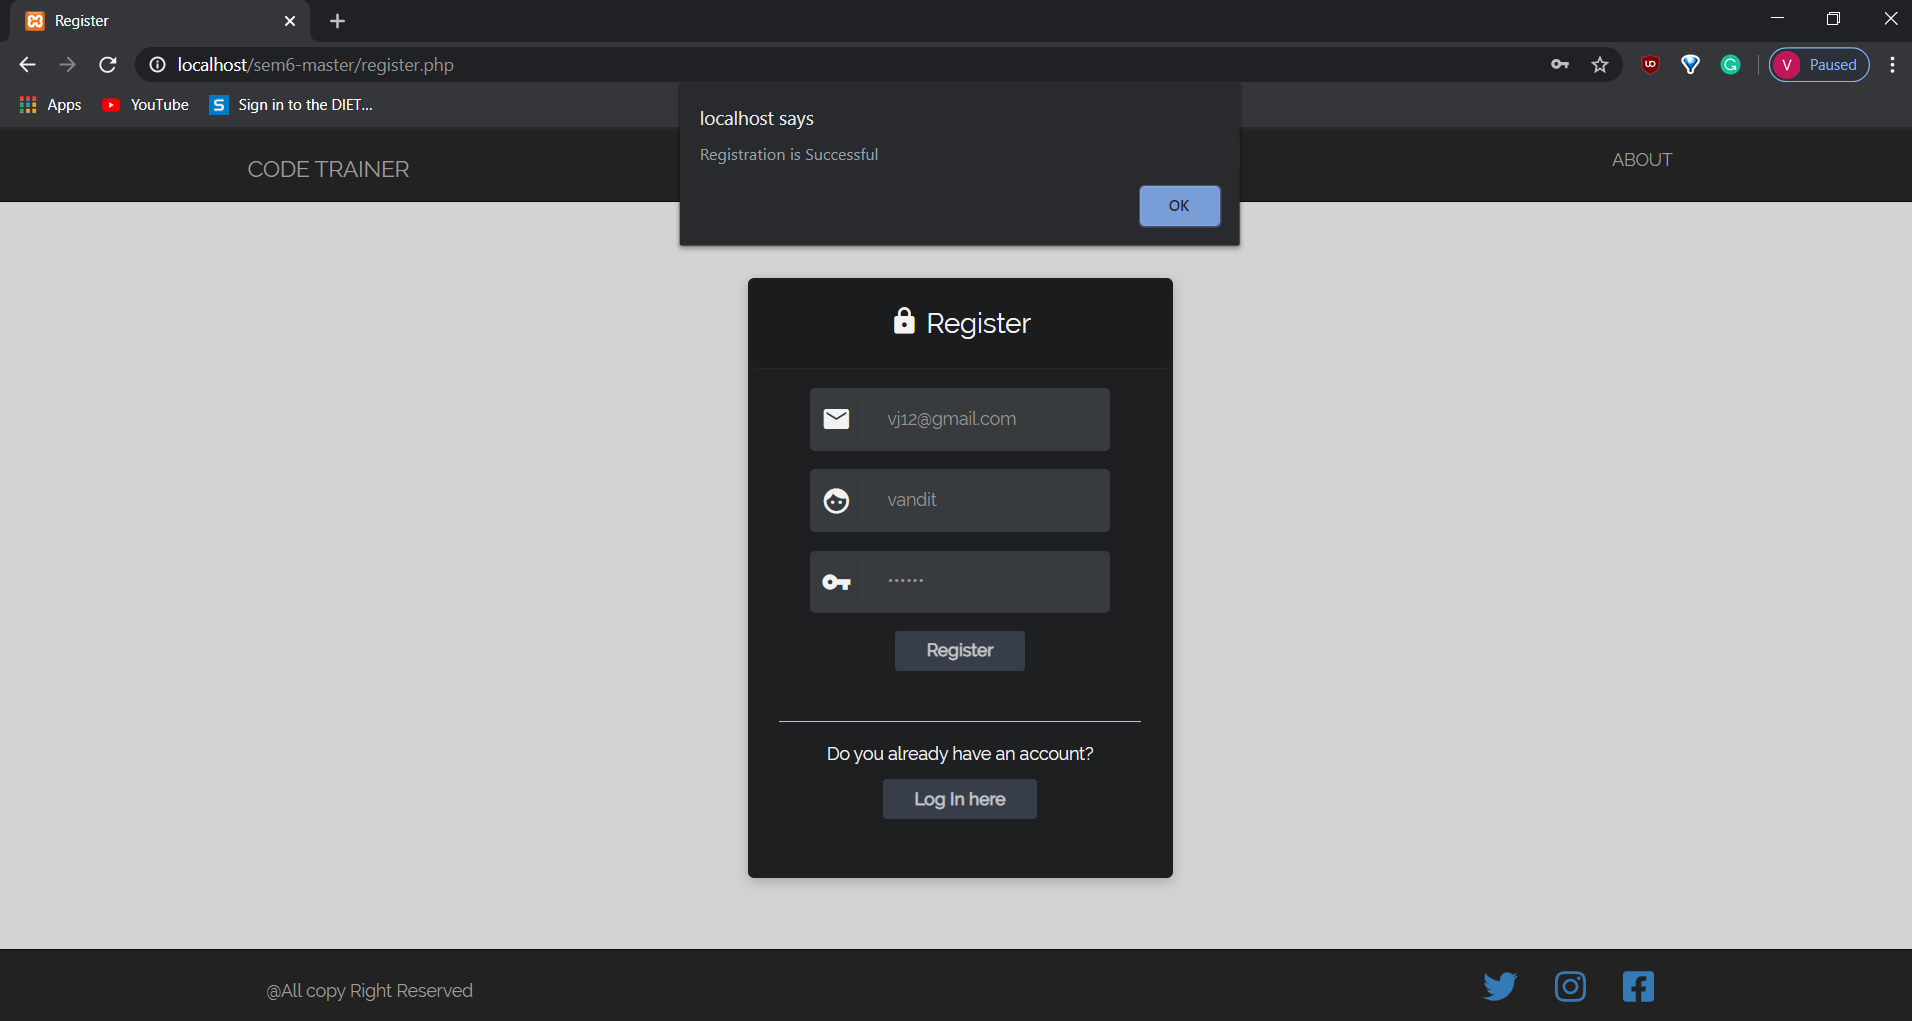 Register
localhost/sem6-master/register.php
V Paused
Apps YouTube S Sign in to the DIET...
localhost says
Registration is Successful
OK
CODE TRAINER
ABOUT
Register
vj12@gmail.com
vandit
••••••
Register
Do you already have an account?
Log In here
@All copy Right Reserved